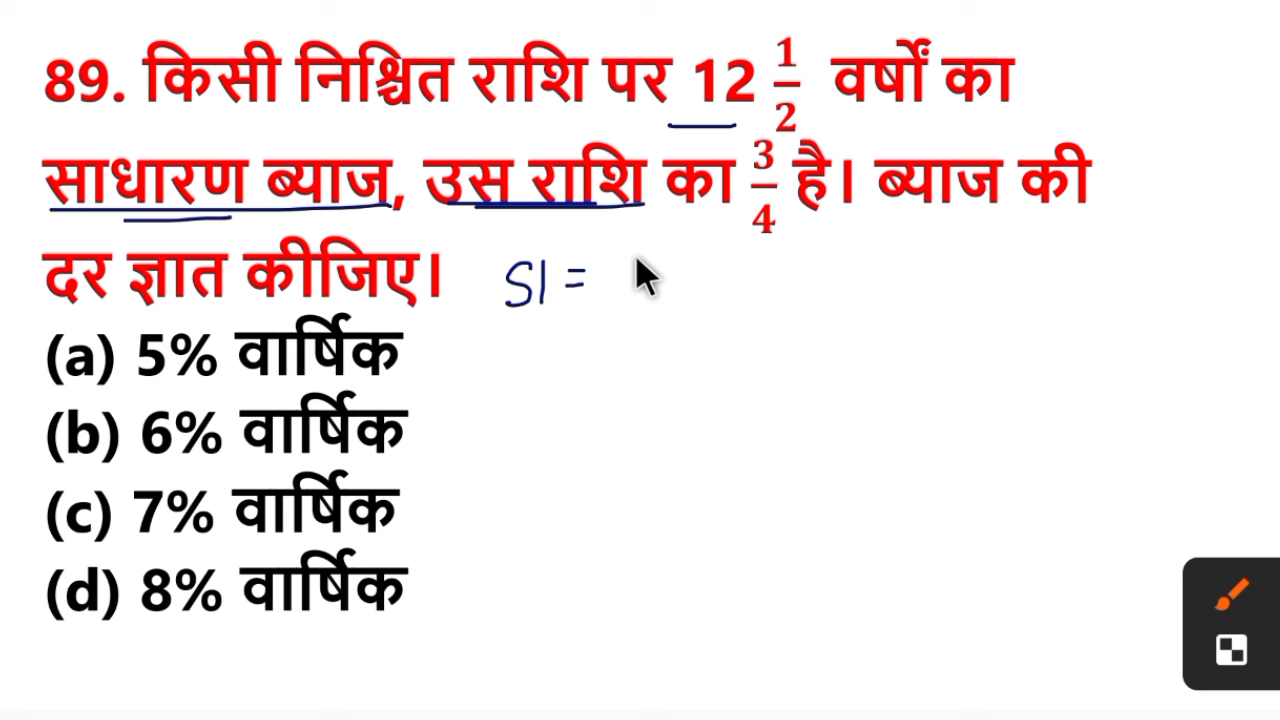 89. किसी निश्चित राशि पर 12 1/2 वर्षों का
साधारण ब्याज, उस राशि का 3/4 है। ब्याज की
दर ज्ञात कीजिए। SI =
(a) 5% वार्षिक
(b) 6% वार्षिक
(c) 7% वार्षिक
(d) 8% वार्षिक